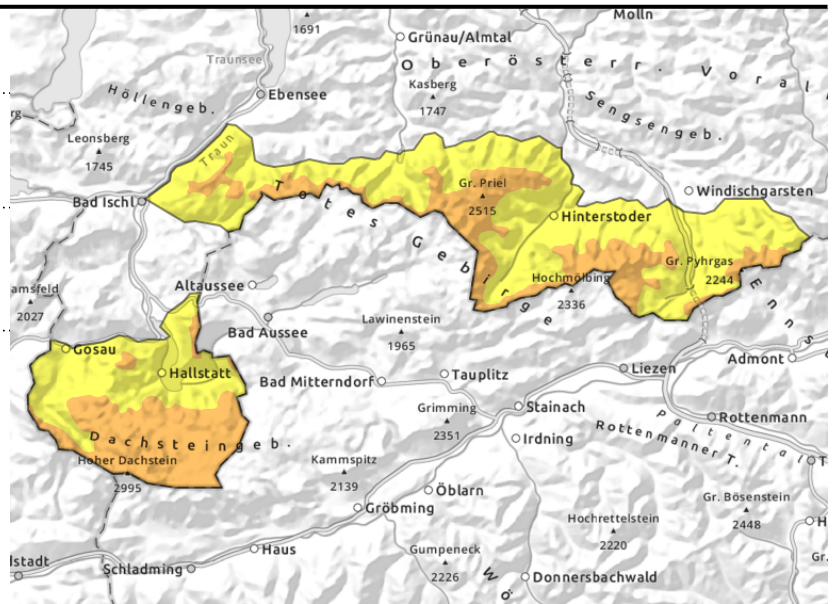 Molln
1691
Grünau/Almtal
Traunsee
Oberösterr. Voral
Kasberg
1747
Höllengeb.
Ebensee
Sengsengeb.
rg
Leonsberg
1745
Traun
Bad Ischl
Totes Gebirge
Gr. Priel
2515
Windischgarsten
Hinterstoder
Gr. Pyhrgas
2244
Hochmölbing
2336
Altaussee
amsfeld
2027
Bad Aussee
Lawinenstein
1965
Enns
Gosau
Hallstatt
Bad Mitterndorf
Tauplitz
Liezen
Admont
Grimming
2351
Stainach
Irdning
Paltental
Rottenmann
Rottenmanner T.
Dachsteingeb.
Hoher Dachstein
2995
Kammspitz
2139
T
Öblarn
Gröbming
Gr. Bösenstein
2448
Hochrettelstein
2220
H
Haus
Gumpeneck
2226
Gr.
lstadt
Schladming
Wö
Donnersbachwald